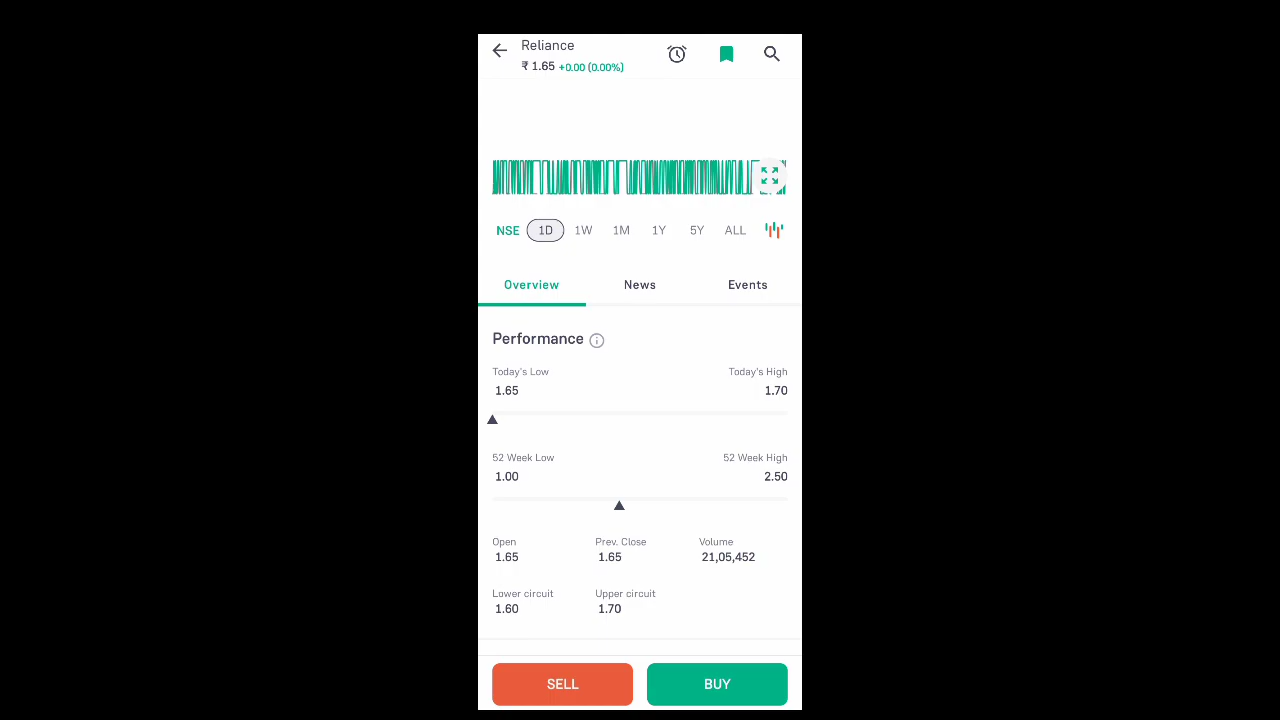 Reliance
₹ 1.65 +0.00 (0.00%)
NSE 1D 1W 1M 1Y 5Y ALL
Overview News Events
Performance
Today's Low Today's High
1.65 1.70
52 Week Low 52 Week High
1.00 2.50
Open Prev. Close Volume
1.65 1.65 21,05,452
Lower circuit Upper circuit
1.60 1.70
SELL BUY